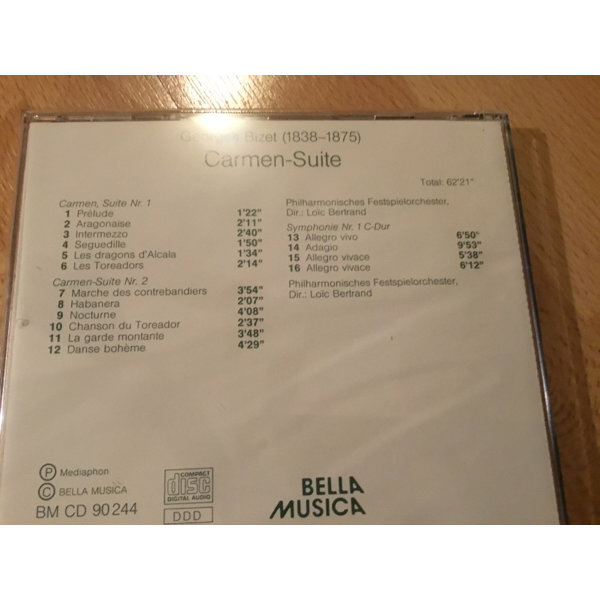 Georges Bizet (1838–1875)
Carmen-Suite
Total: 62'21"
Carmen, Suite Nr. 1
1 Prélude 1'22"
2 Aragonaise 2'11"
3 Intermezzo 2'40"
4 Seguedille 1'50"
5 Les dragons d'Alcala 1'34"
6 Les Toreadors 2'14"
Carmen-Suite Nr. 2
7 Marche des contrebandiers 3'54"
8 Habanera 2'07"
9 Nocturne 4'08"
10 Chanson du Toreador 2'37"
11 La garde montante 3'48"
12 Danse bohème 4'29"
Philharmonisches Festspielorchester,
Dir.: Loïc Bertrand
Symphonie Nr. 1 C-Dur
13 Allegro vivo 6'50"
14 Adagio 9'53"
15 Allegro vivace 5'38"
16 Allegro vivace 6'12"
Philharmonisches Festspielorchester,
Dir.: Loïc Bertrand
P Mediaphon
C BELLA MUSICA
BM CD 90 244
COMPACT
disc
DIGITAL AUDIO
DDD
BELLA
MUSICA